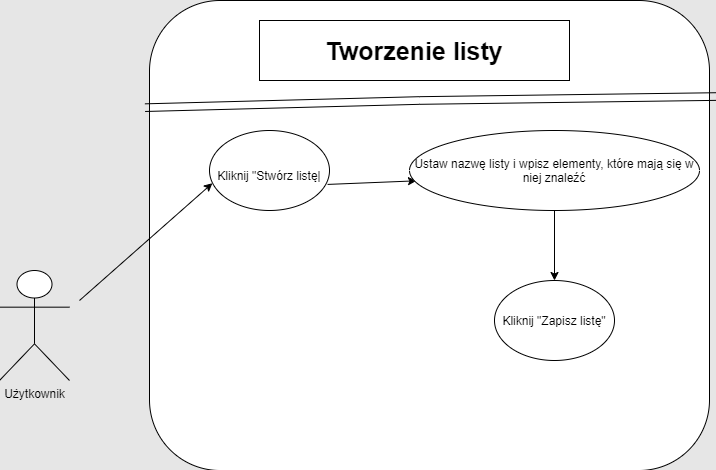 Tworzenie listy
Kliknij "Stwórz listę|
Ustaw nazwę listy i wpisz elementy, które mają się w
niej znaleźć
Kliknij "Zapisz listę"
Użytkownik